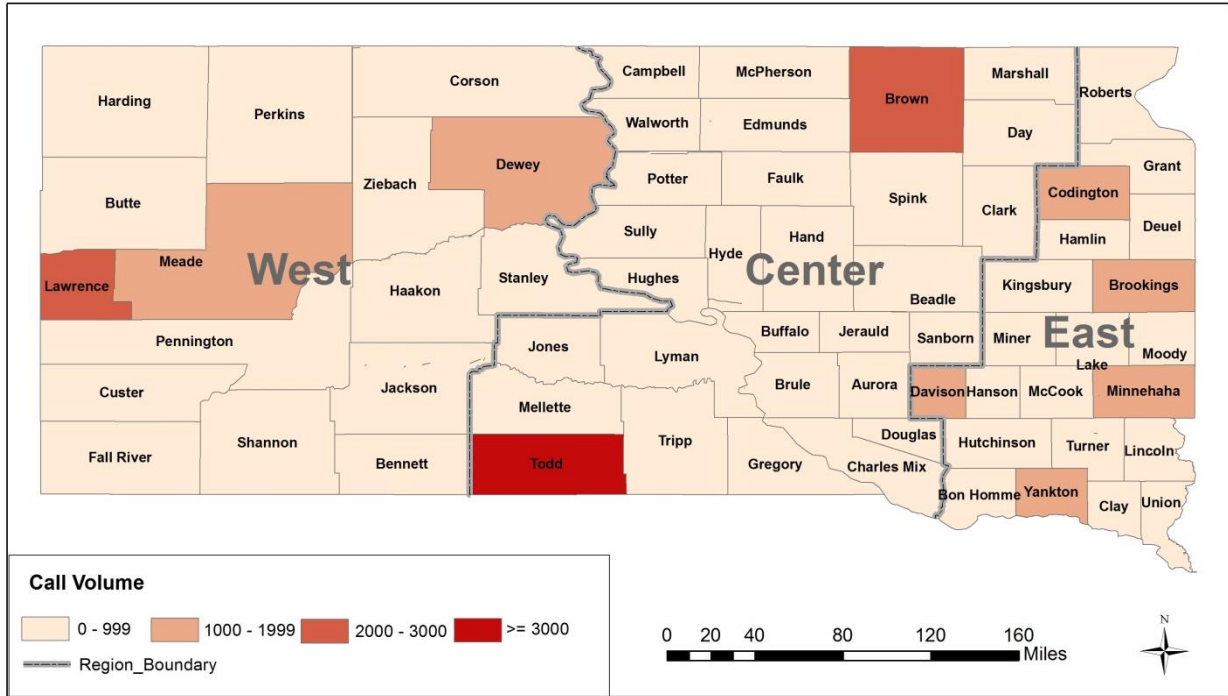 Campbell
McPherson
Marshall
Corson
Roberts
Harding
Perkins
Brown
Walworth
Edmunds
Day
Dewey
Grant
Potter
Faulk
Ziebach
Codington
Butte
Spink
Clark
Deuel
Sully
Hand
Hamlin
Hyde
Meade
West
Stanley
Hughes
Center
Lawrence
Haakon
Kingsbury
Brookings
Beadle
Buffalo
Jerauld
Sanborn
Miner
East
Pennington
Jones
Lyman
Moody
Lake
Custer
Jackson
Brule
Aurora
Davison
Hanson
McCook
Minnehaha
Mellette
Shannon
Tripp
Douglas
Hutchinson
Turner
Lincoln
Fall River
Bennett
Todd
Gregory
Charles Mix
Bon Homme
Yankton
Clay
Union
Call Volume
0 - 999
1000 - 1999
2000 - 3000
>= 3000
Region_Boundary
0 20 40 80 120 160
Miles
N